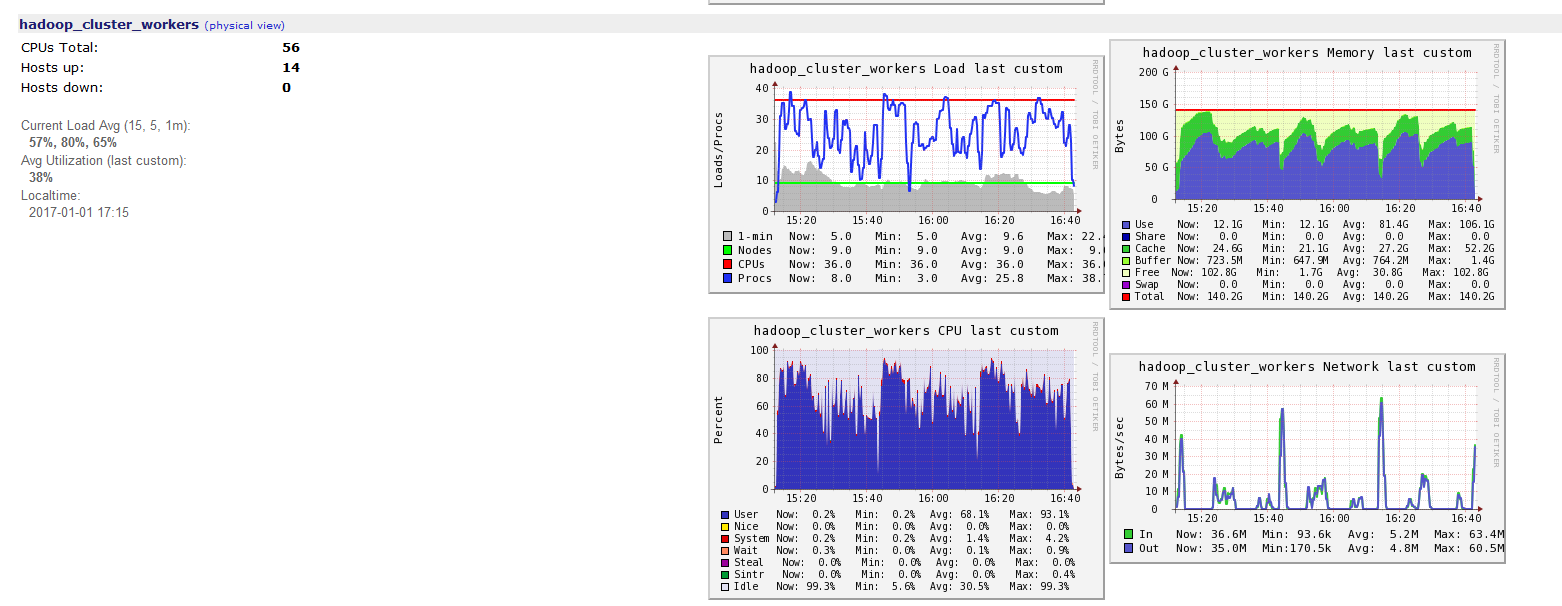 hadoop_cluster_workers (physical view)
CPUs Total: 56
Hosts up: 14
Hosts down: 0
Current Load Avg (15, 5, 1m):
57%, 80%, 65%
Avg Utilization (last custom):
38%
Localtime:
2017-01-01 17:15
hadoop_cluster_workers Load last custom
RRDTOOL / TOBI OETIKER
Loads/Procs
40
30
20
10
0
15:20 15:40 16:00 16:20 16:40
1-min Now: 5.0 Min: 5.0 Avg: 9.6 Max: 22.
Nodes Now: 9.0 Min: 9.0 Avg: 9.0 Max: 9.
CPUs Now: 36.0 Min: 36.0 Avg: 36.0 Max: 36.
Procs Now: 8.0 Min: 3.0 Avg: 25.8 Max: 38.
hadoop_cluster_workers Memory last custom
RRDTOOL / TOBI OETIKER
Bytes
200 G
150 G
100 G
50 G
0
15:20 15:40 16:00 16:20 16:40
Use Now: 12.1G Min: 12.1G Avg: 81.4G Max: 106.1G
Share Now: 0.0 Min: 0.0 Avg: 0.0 Max: 0.0
Cache Now: 24.6G Min: 21.1G Avg: 27.2G Max: 52.2G
Buffer Now: 723.5M Min: 647.9M Avg: 764.2M Max: 1.4G
Free Now: 102.8G Min: 1.7G Avg: 30.8G Max: 102.8G
Swap Now: 0.0 Min: 0.0 Avg: 0.0 Max: 0.0
Total Now: 140.2G Min: 140.2G Avg: 140.2G Max: 140.2G
hadoop_cluster_workers CPU last custom
RRDTOOL / TOBI OETIKER
Percent
100
80
60
40
20
0
15:20 15:40 16:00 16:20 16:40
User Now: 0.2% Min: 0.2% Avg: 68.1% Max: 93.1%
Nice Now: 0.0% Min: 0.0% Avg: 0.0% Max: 0.0%
System Now: 0.2% Min: 0.2% Avg: 1.4% Max: 4.2%
Wait Now: 0.3% Min: 0.0% Avg: 0.1% Max: 0.9%
Steal Now: 0.0% Min: 0.0% Avg: 0.0% Max: 0.0%
Sintr Now: 0.0% Min: 0.0% Avg: 0.0% Max: 0.4%
Idle Now: 99.3% Min: 5.6% Avg: 30.5% Max: 99.3%
hadoop_cluster_workers Network last custom
RRDTOOL / TOBI OETIKER
Bytes/sec
70 M
60 M
50 M
40 M
30 M
20 M
10 M
0
15:20 15:40 16:00 16:20 16:40
In Now: 36.6M Min: 93.6k Avg: 5.2M Max: 63.4M
Out Now: 35.0M Min:170.5k Avg: 4.8M Max: 60.5M